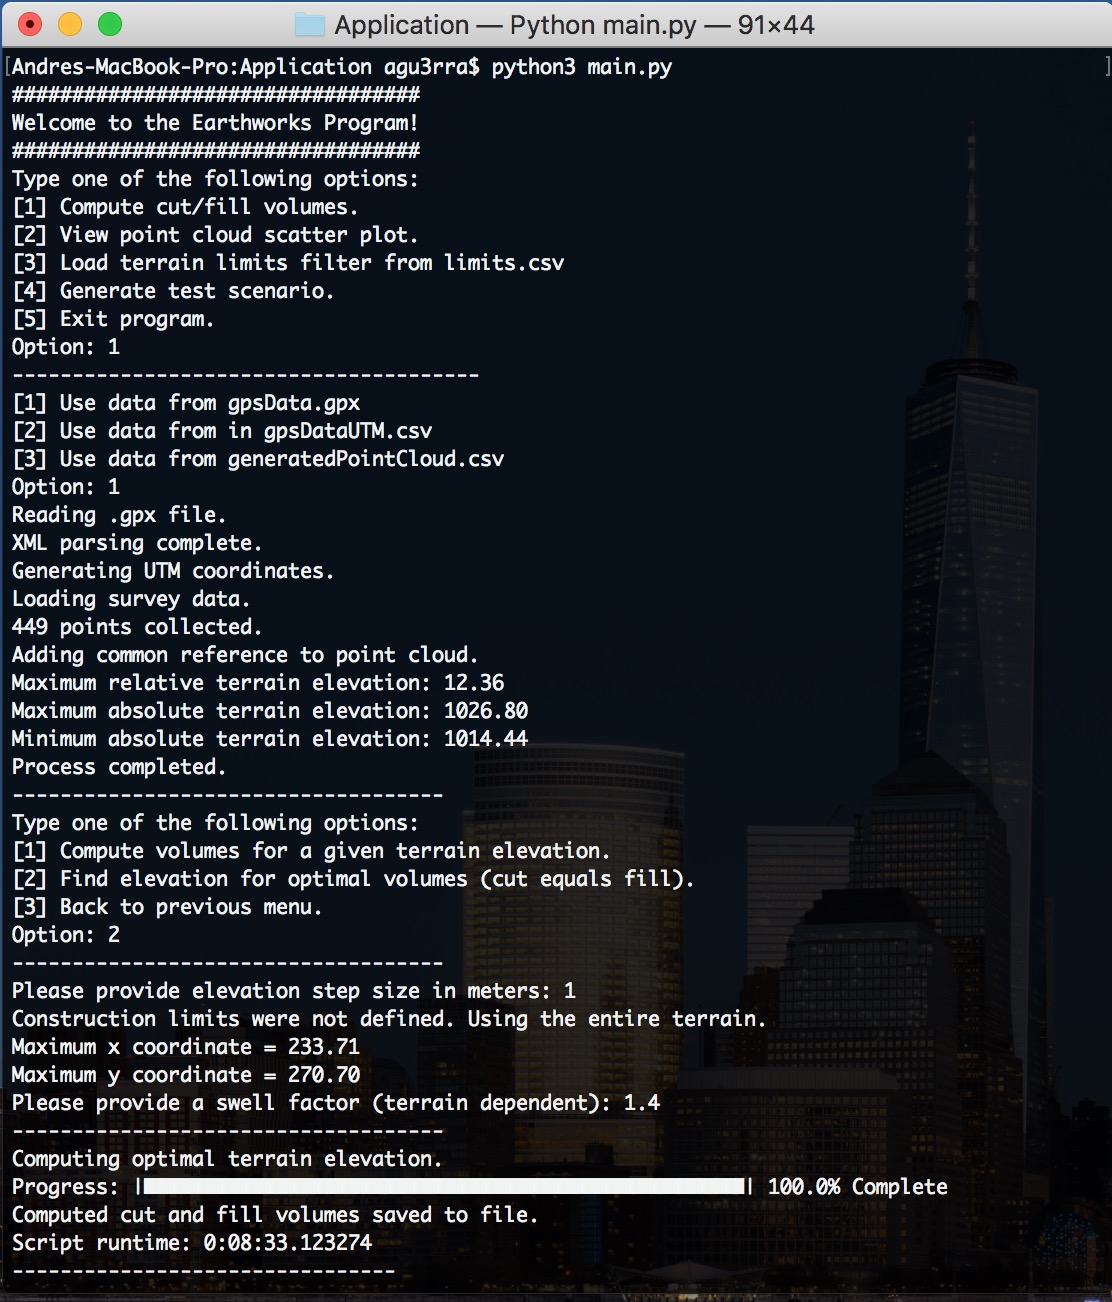 Application — Python main.py — 91×44
[Andres-MacBook-Pro:Application agu3rra$ python3 main.py ]
##################################
Welcome to the Earthworks Program!
##################################
Type one of the following options:
[1] Compute cut/fill volumes.
[2] View point cloud scatter plot.
[3] Load terrain limits filter from limits.csv
[4] Generate test scenario.
[5] Exit program.
Option: 1
---------------------------------------
[1] Use data from gpsData.gpx
[2] Use data from in gpsDataUTM.csv
[3] Use data from generatedPointCloud.csv
Option: 1
Reading .gpx file.
XML parsing complete.
Generating UTM coordinates.
Loading survey data.
449 points collected.
Adding common reference to point cloud.
Maximum relative terrain elevation: 12.36
Maximum absolute terrain elevation: 1026.80
Minimum absolute terrain elevation: 1014.44
Process completed.
------------------------------------
Type one of the following options:
[1] Compute volumes for a given terrain elevation.
[2] Find elevation for optimal volumes (cut equals fill).
[3] Back to previous menu.
Option: 2
------------------------------------
Please provide elevation step size in meters: 1
Construction limits were not defined. Using the entire terrain.
Maximum x coordinate = 233.71
Maximum y coordinate = 270.70
Please provide a swell factor (terrain dependent): 1.4
------------------------------------
Computing optimal terrain elevation.
Progress: |██████████████████████████████████████████████████| 100.0% Complete
Computed cut and fill volumes saved to file.
Script runtime: 0:08:33.123274
--------------------------------